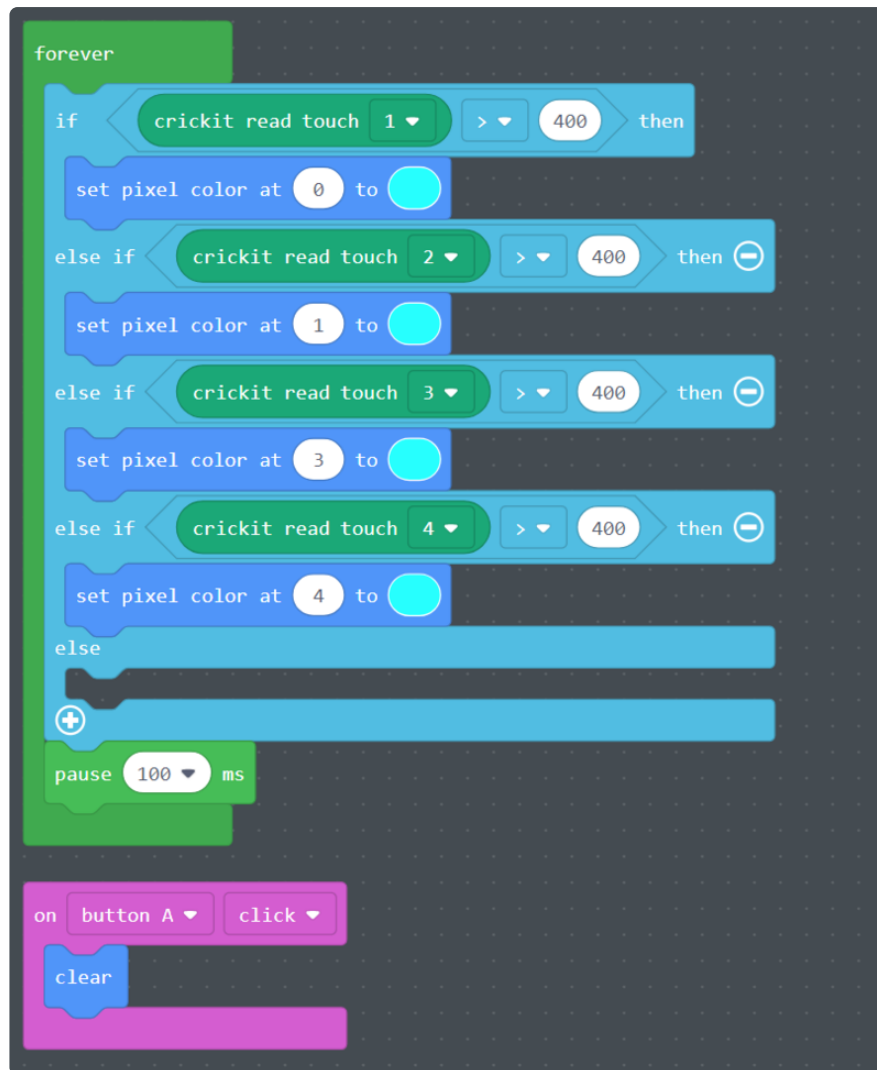 forever
if crickit read touch 1 > 400 then
set pixel color at 0 to
else if crickit read touch 2 > 400 then
set pixel color at 1 to
else if crickit read touch 3 > 400 then
set pixel color at 3 to
else if crickit read touch 4 > 400 then
set pixel color at 4 to
else
pause 100 ms
on button A click
clear